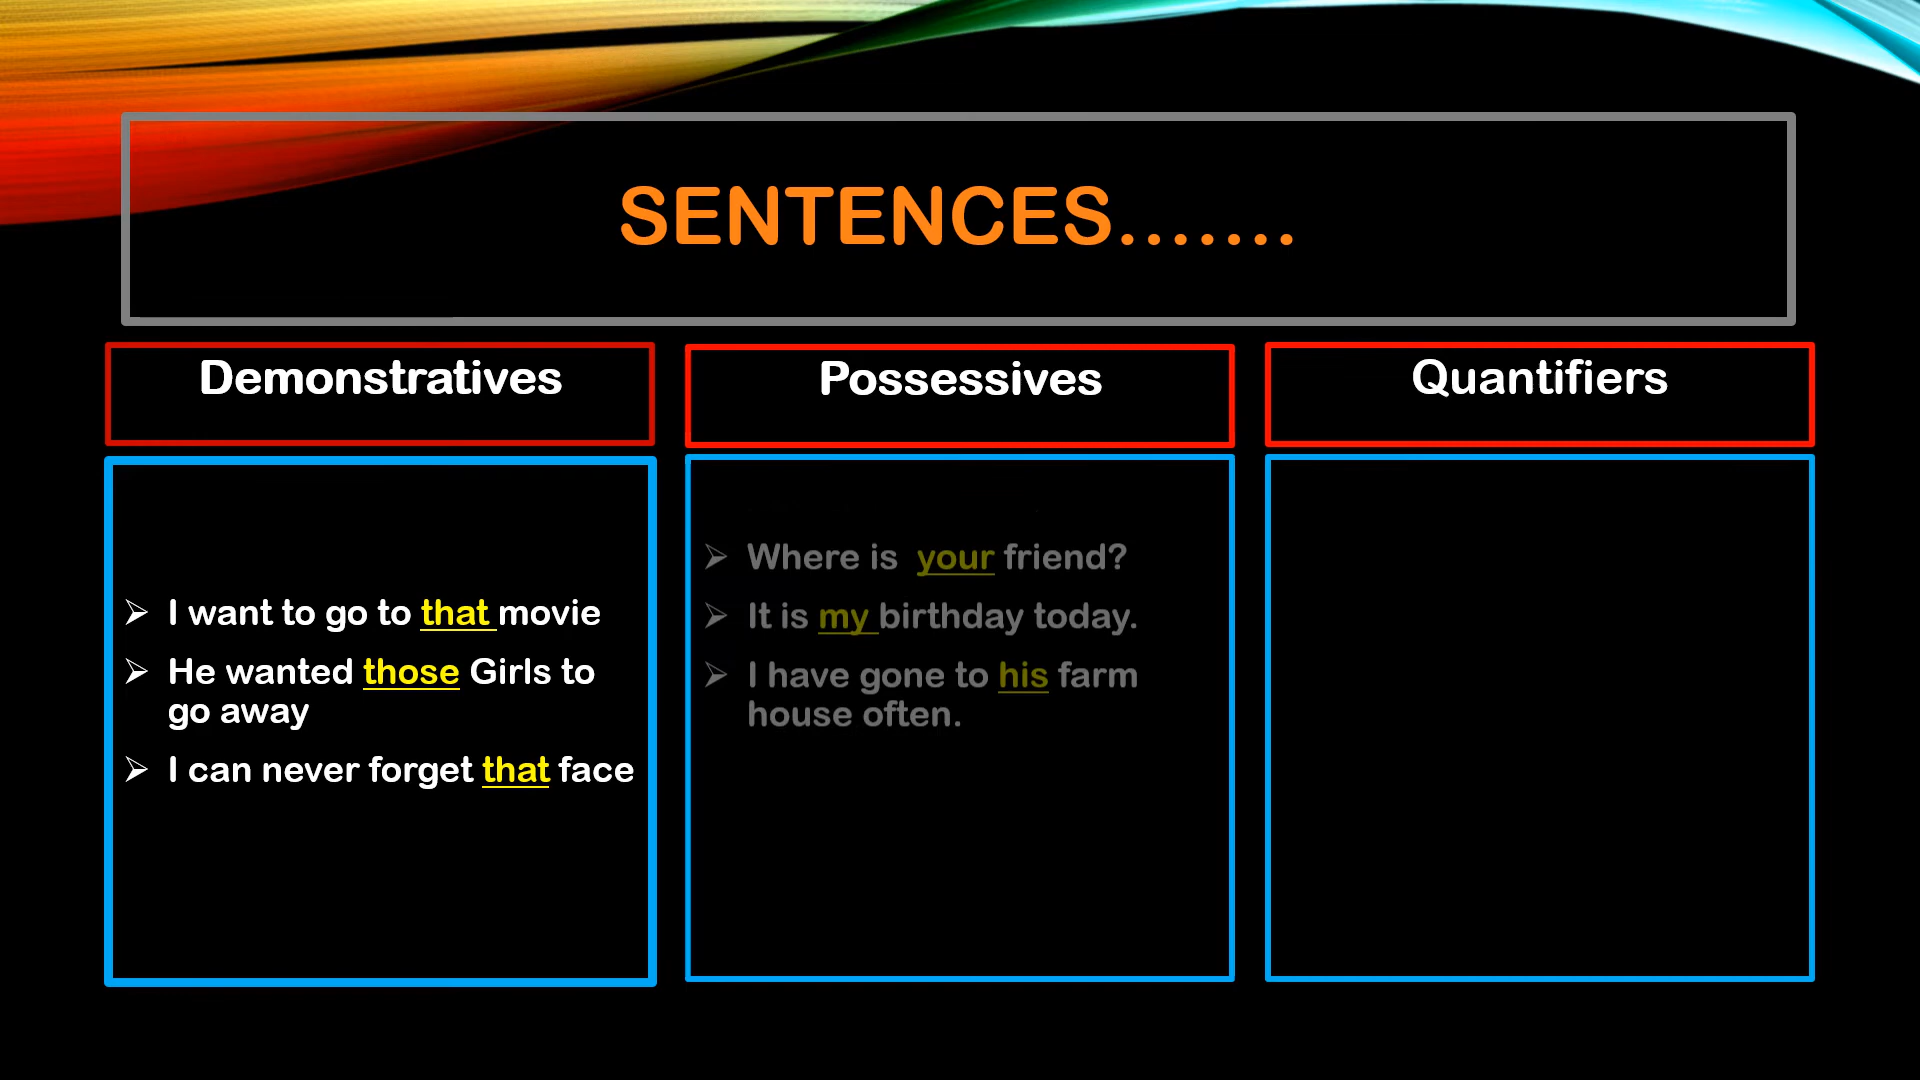 SENTENCES.......
Demonstratives
Possessives
Quantifiers
➢ I want to go to that movie
➢ He wanted those Girls to
go away
➢ I can never forget that face
➢ Where is your friend?
➢ It is my birthday today.
➢ I have gone to his farm
house often.